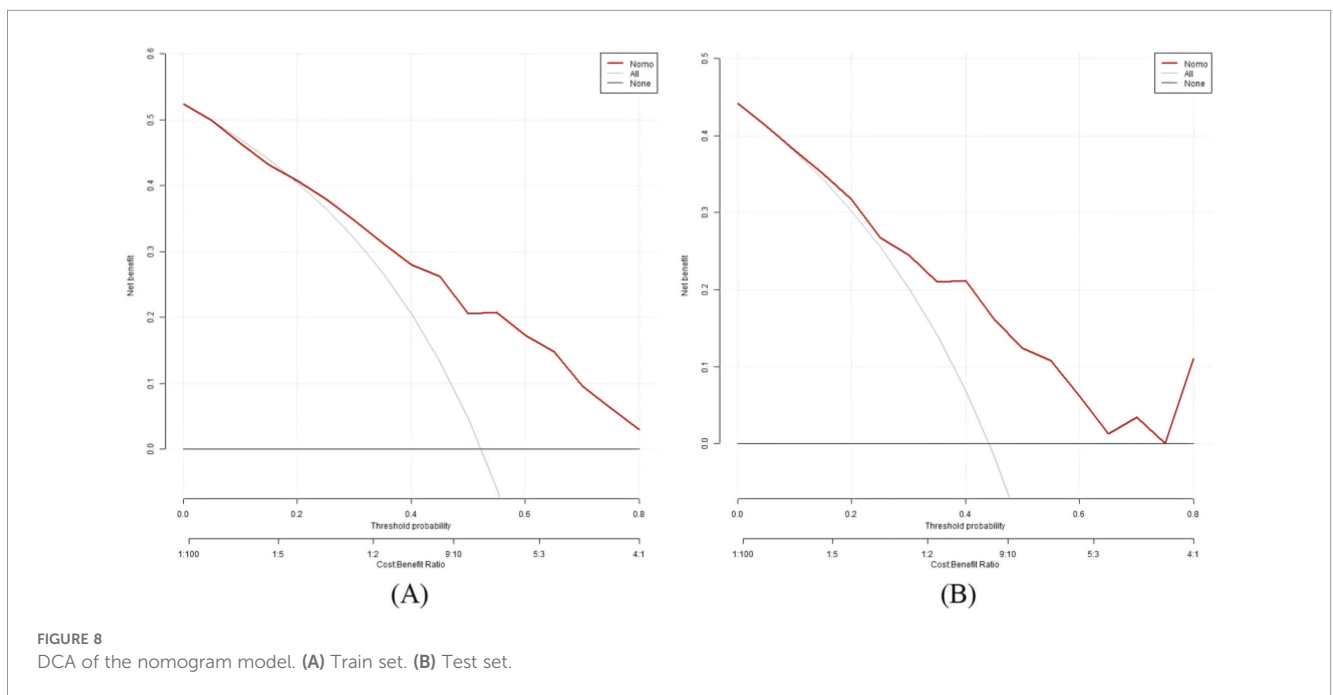 Nomo
All
None
0.6
0.5
0.4
0.3
0.2
0.1
0.0
Net benefit
0.0 0.2 0.4 0.6 0.8
Threshold probability
1:100 1:5 1:2 9:10 5:3 4:1
Cost:Benefit Ratio
(A)
Nomo
All
None
0.5
0.4
0.3
0.2
0.1
0.0
Net benefit
0.0 0.2 0.4 0.6 0.8
Threshold probability
1:100 1:5 1:2 9:10 5:3 4:1
Cost:Benefit Ratio
(B)
FIGURE 8
DCA of the nomogram model. (A) Train set. (B) Test set.